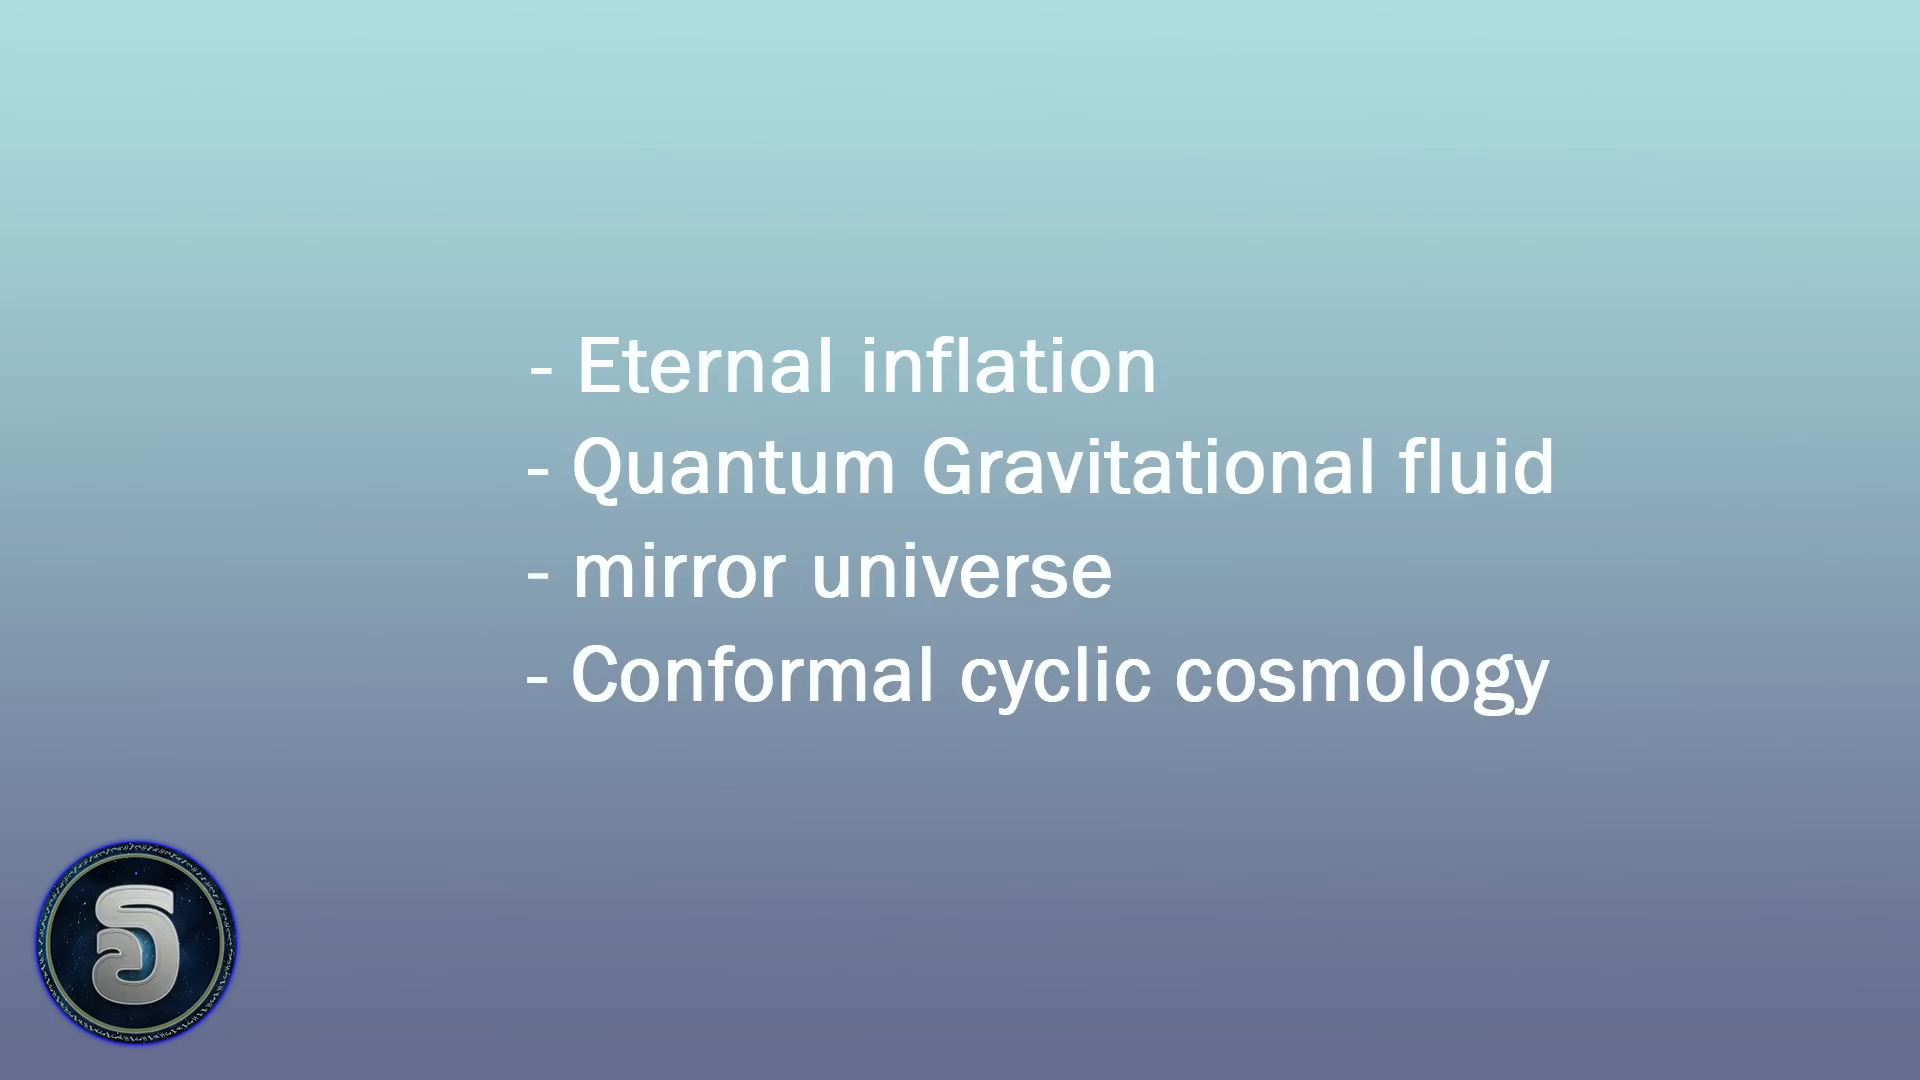 - Eternal inflation
- Quantum Gravitational fluid
- mirror universe
- Conformal cyclic cosmology